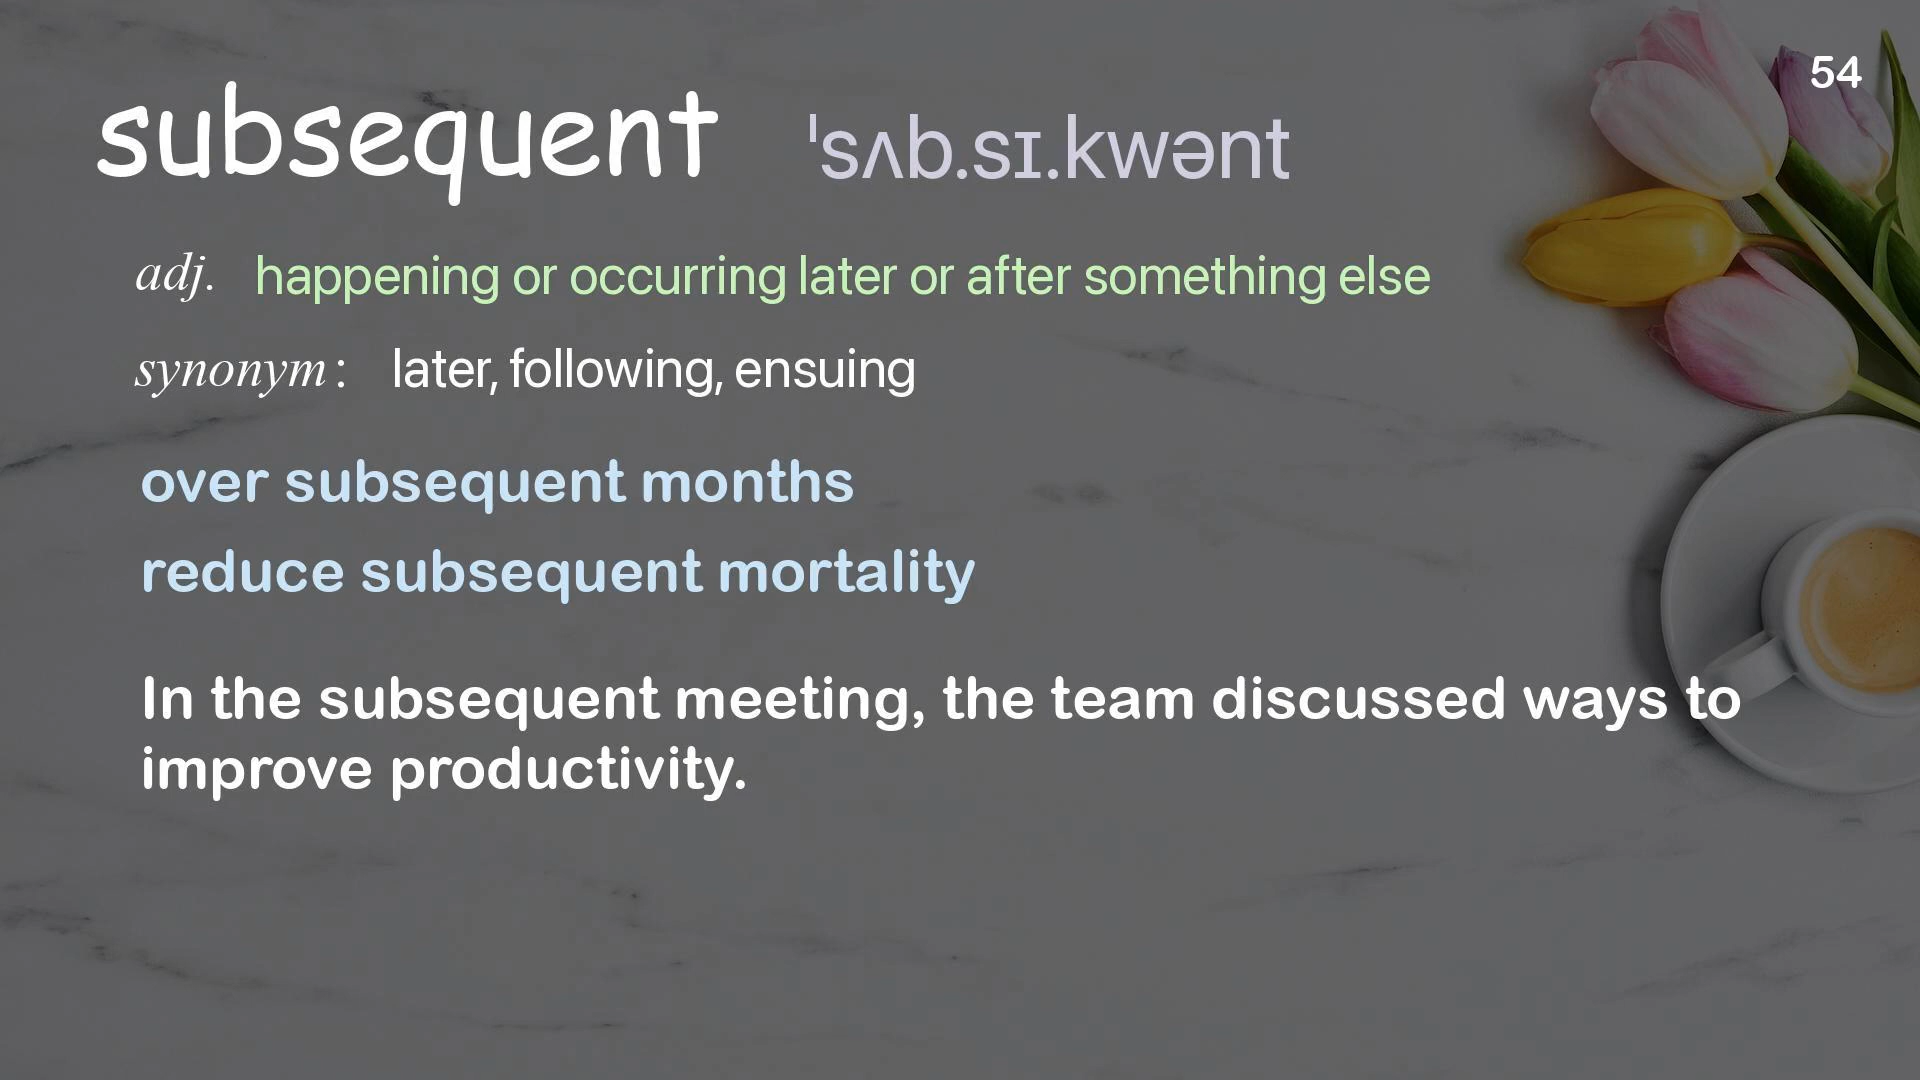 54
subsequent ˈsʌb.sɪ.kwənt
adj. happening or occurring later or after something else
synonym: later, following, ensuing
over subsequent months
reduce subsequent mortality
In the subsequent meeting, the team discussed ways to
improve productivity.